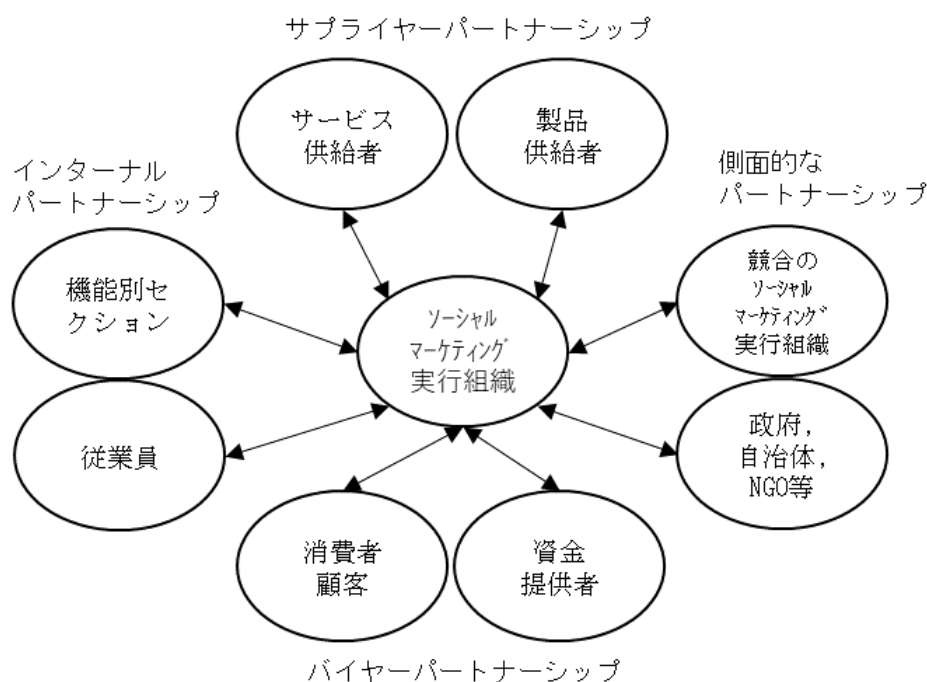 サプライヤーパートナーシップ
サービス
供給者
製品
供給者
インターナル
パートナーシップ
側面的な
パートナーシップ
機能別セ
クション
競合の
ｿｰｼｬﾙ
ﾏｰｹﾃｨﾝｸﾞ
実行組織
ｿｰｼｬﾙ
ﾏｰｹﾃｨﾝｸﾞ
実行組織
従業員
政府，
自治体，
NGO等
消費者
顧客
資金
提供者
バイヤーパートナーシップ